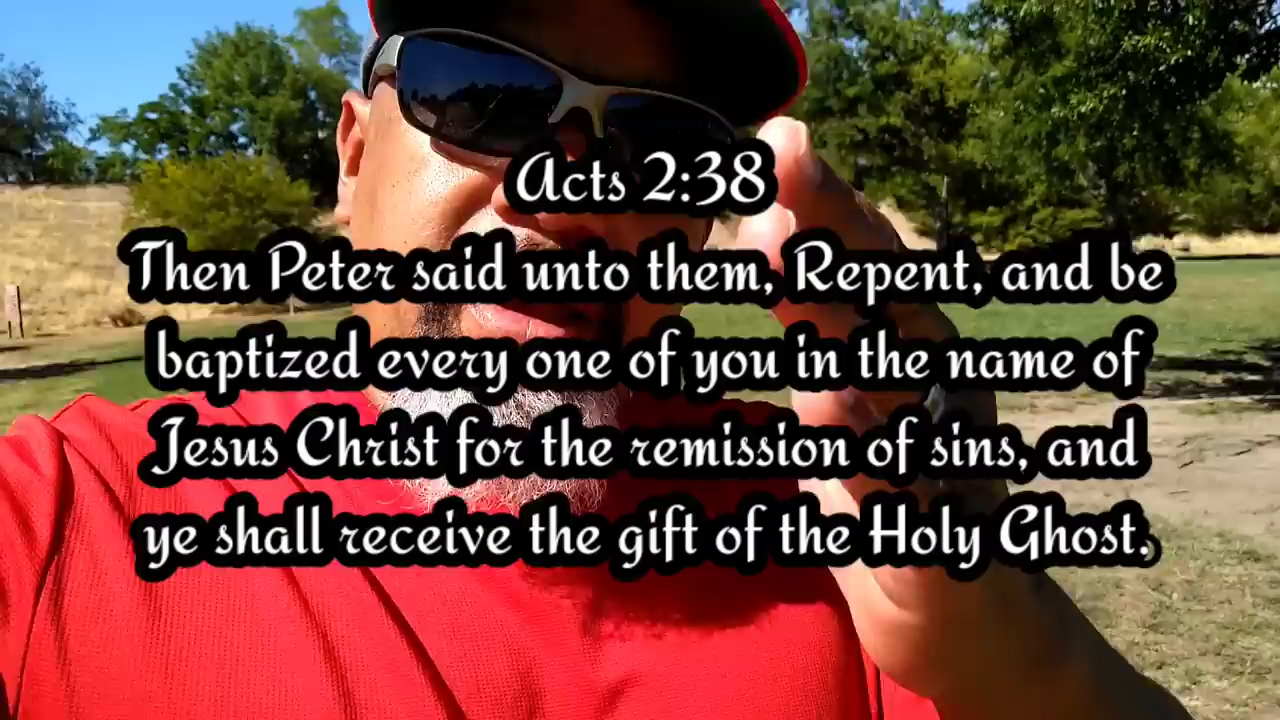 Acts 2:38
Then Peter said unto them, Repent, and be
baptized every one of you in the name of
Jesus Christ for the remission of sins, and
ye shall receive the gift of the Holy Ghost.